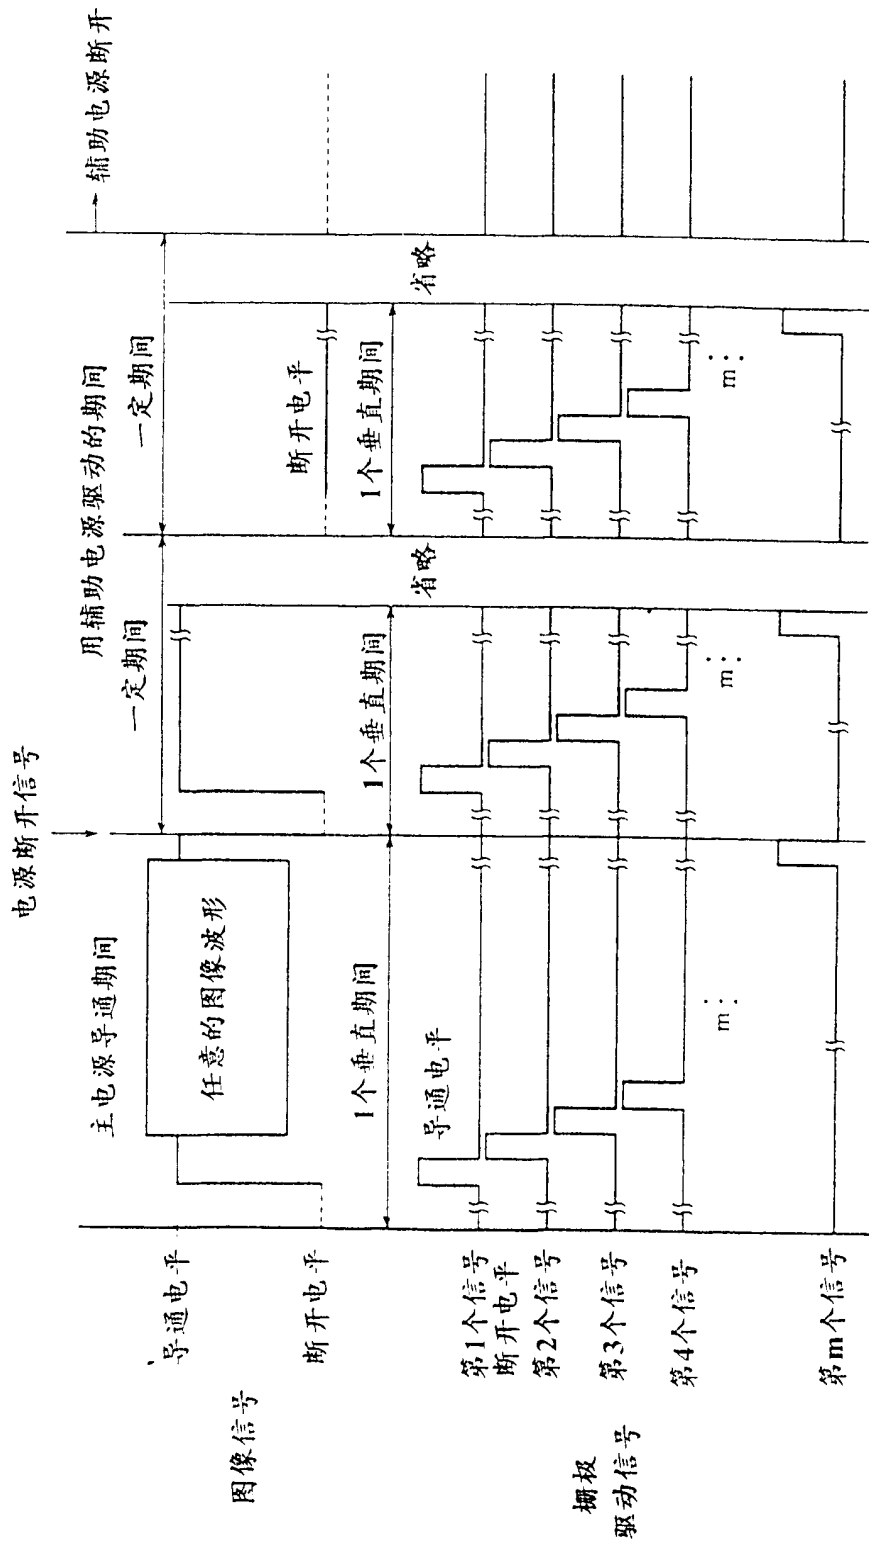 电源断开信号
主电源导通期间
用辅助电源驱动的期间
辅助电源断开
一定期间
一定期间
图像信号
导通电平
任意的图像波形
断开电平
断开电平
1个垂直期间
1个垂直期间
1个垂直期间
导通电平
省略
省略
栅极
驱动信号
第1个信号
断开电平
第2个信号
第3个信号
第4个信号
m
m
m
第m个信号